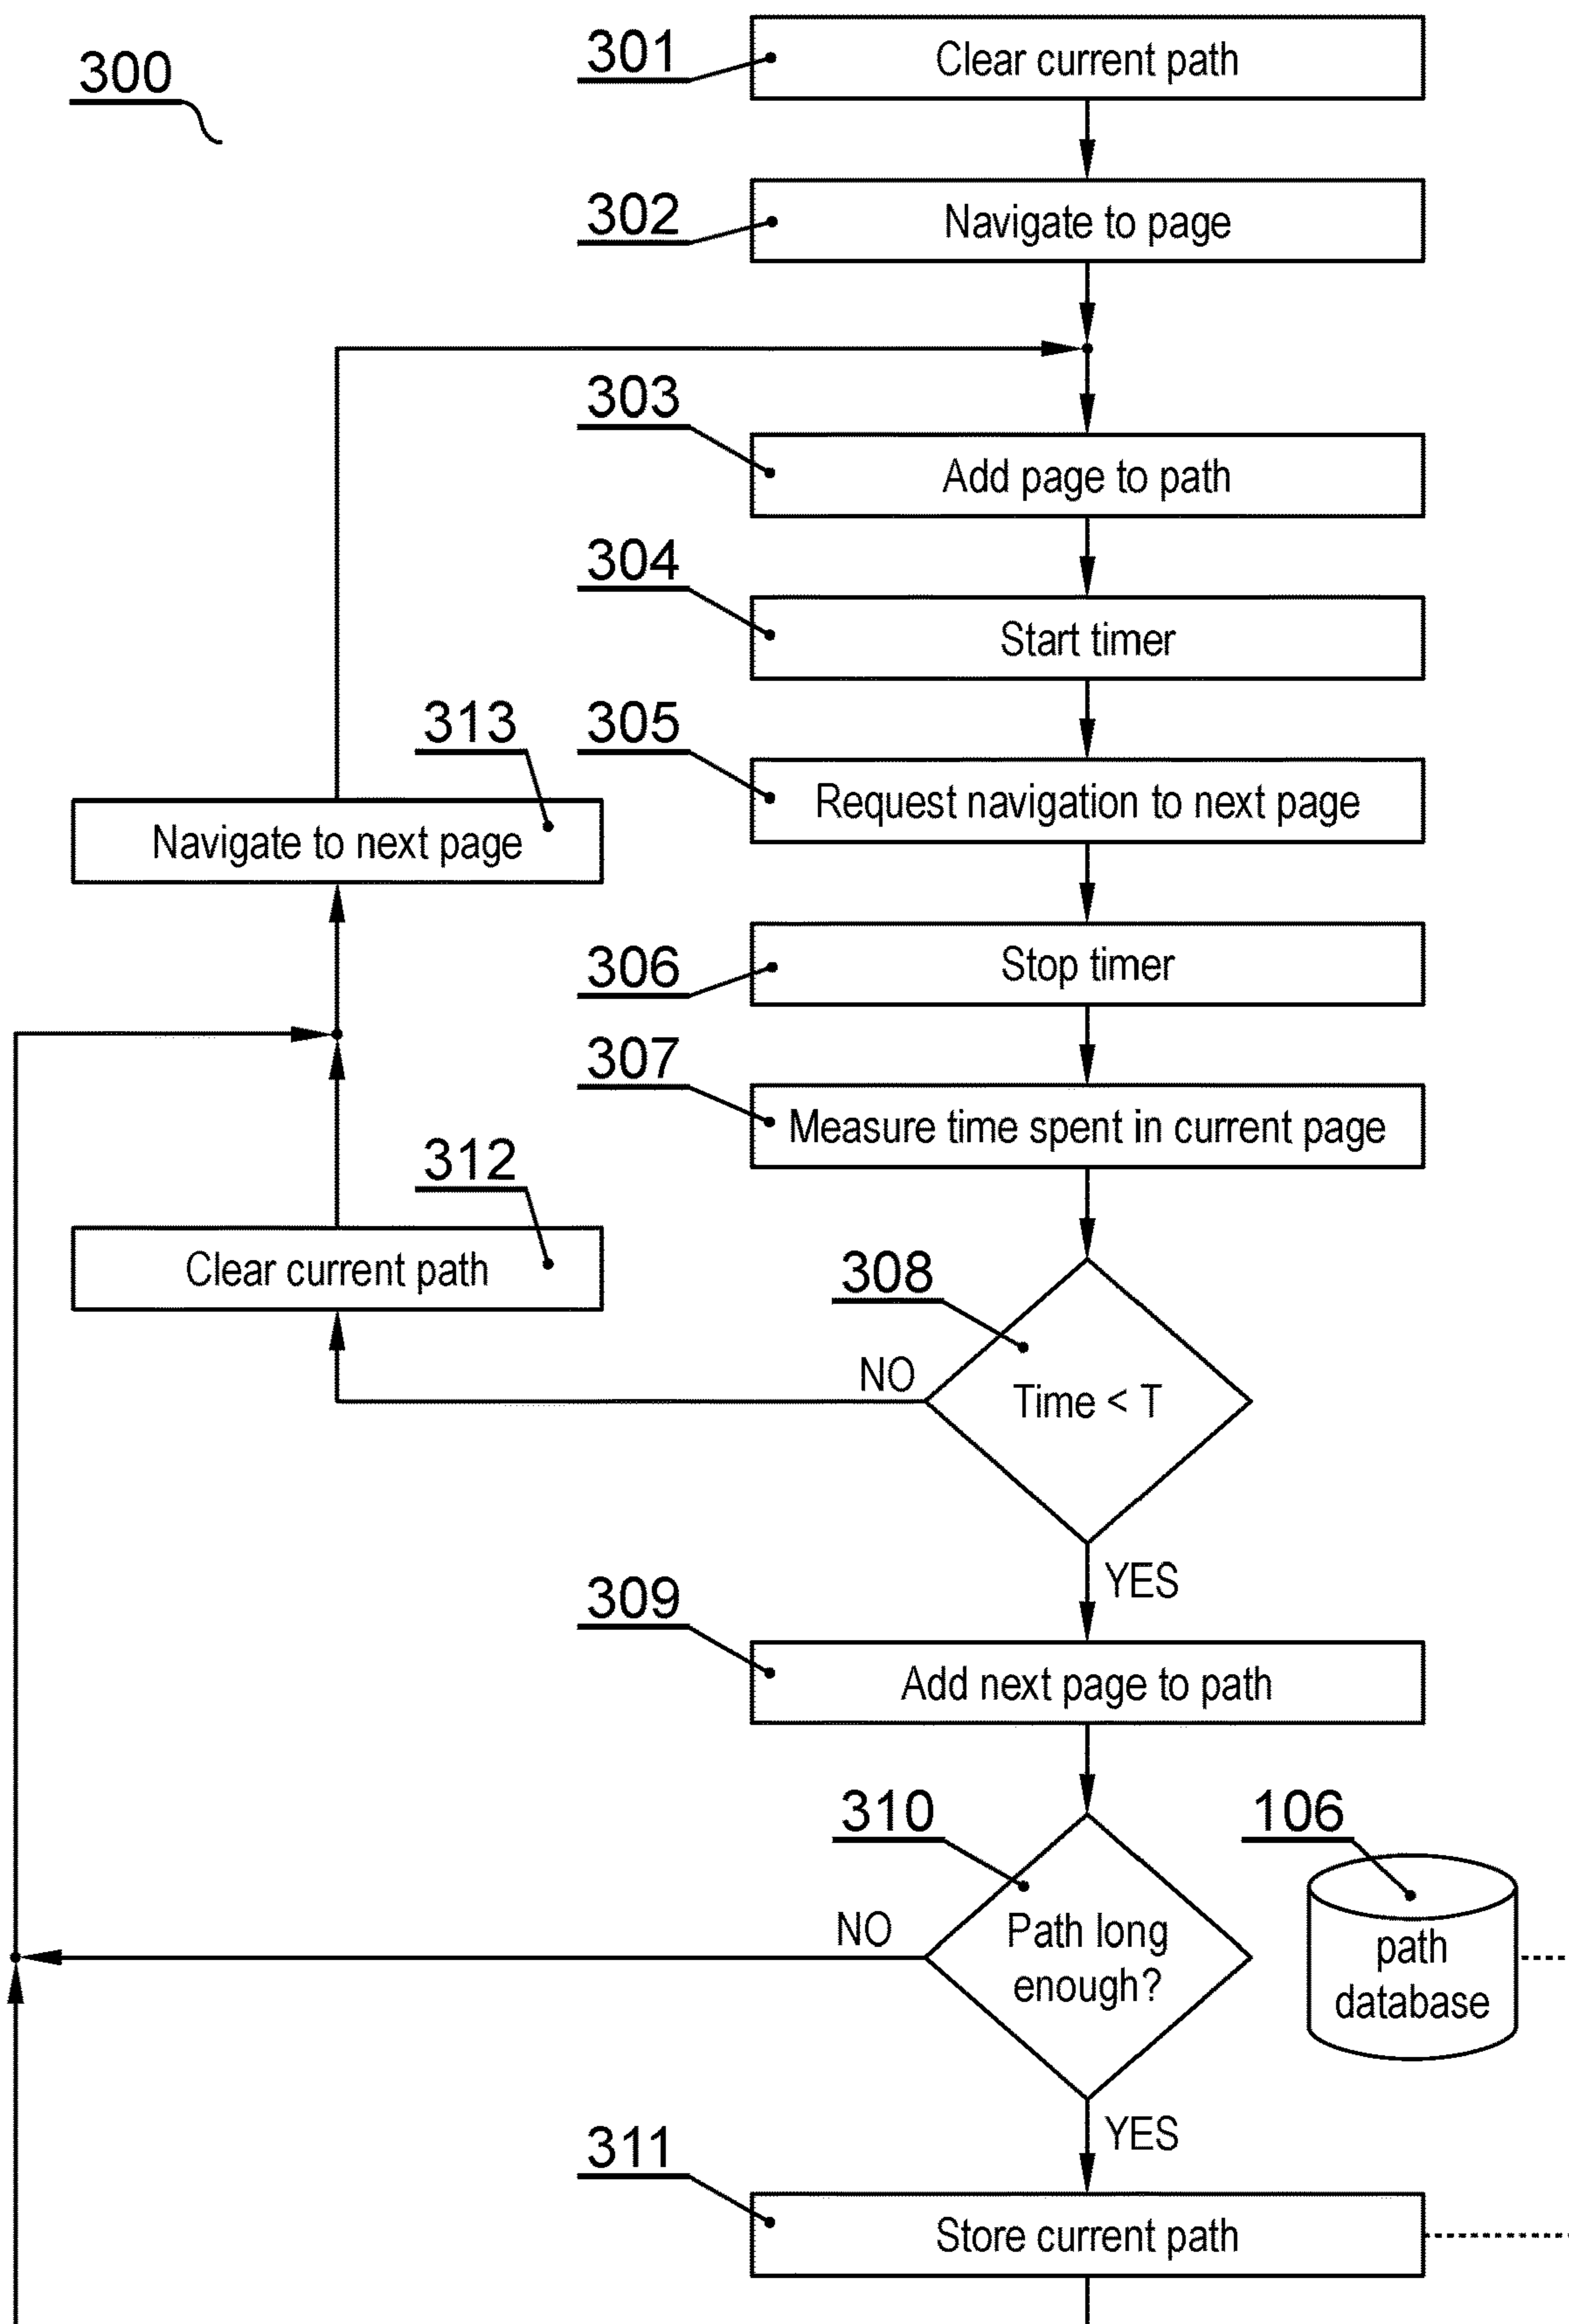 300
301
Clear current path
302
Navigate to page
303
Add page to path
304
Start timer
313
305
Navigate to next page
Request navigation to next page
306
Stop timer
307
Measure time spent in current page
312
Clear current path
308
NO
Time < T
YES
309
Add next page to path
310
106
NO
Path long
enough?
path
database
YES
311
Store current path